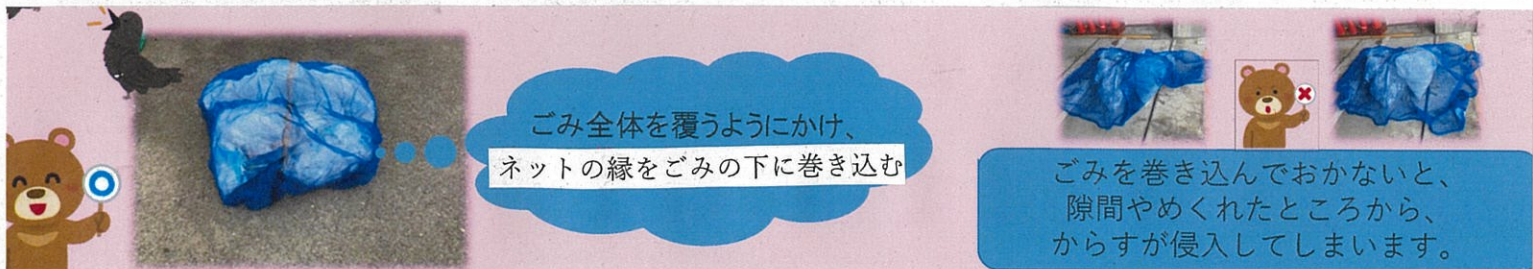 ごみ全体を覆うようにかけ、
ネットの縁をごみの下に巻き込む
ごみを巻き込んでおかないと、
隙間やめくれたところから、
からすが侵入してしまいます。